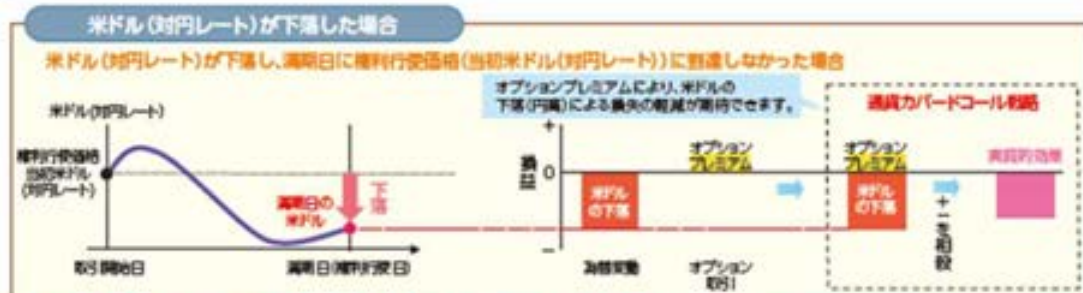 米ドル(対円レート)が下落した場合
米ドル(対円レート)が下落し、満期日に権利行使価格(当初米ドル(対円レート))に到達しなかった場合
オプションプレミアムにより、米ドルの
下落(円高)による損失の軽減が期待できます。
通貨カバードコール戦略
米ドル(対円レート)
権利行使価格
当初米ドル
(対円レート)
満期日の
米ドル
下落
取引開始日
満期日(権利行使日)
損益
+
0
−
米ドル
の下落
オプション
プレミアム
為替変動
オプション
取引
オプション
プレミアム
米ドル
の下落
+−を相殺
実質的効果